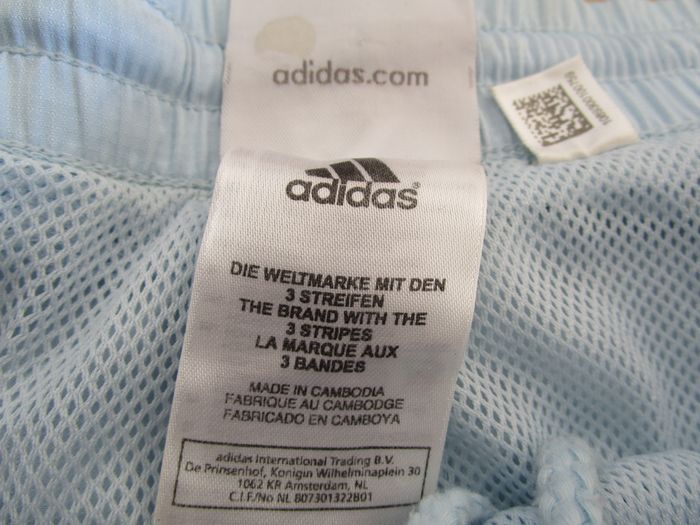 adidas.com
adidas®
DIE WELTMARKE MIT DEN
3 STREIFEN
THE BRAND WITH THE
3 STRIPES
LA MARQUE AUX
3 BANDES
MADE IN CAMBODIA
FABRIQUE AU CAMBODGE
FABRICADO EN CAMBOYA
adidas International Trading B.V.
De Prinsenhof, Konigin Wilhelminaplein 30
1062 KR Amsterdam, NL
C.I.F./No NL 807301322B01